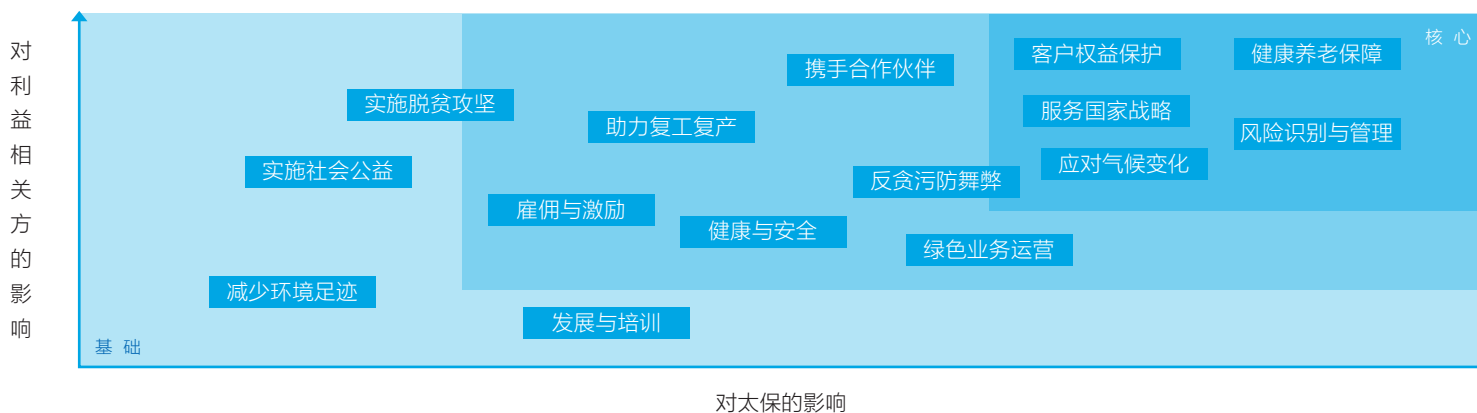 对利益相关方的影响
核 心
客户权益保护
健康养老保障
携手合作伙伴
实施脱贫攻坚
服务国家战略
助力复工复产
风险识别与管理
应对气候变化
实施社会公益
反贪污防舞弊
雇佣与激励
健康与安全
绿色业务运营
减少环境足迹
发展与培训
基 础
对太保的影响